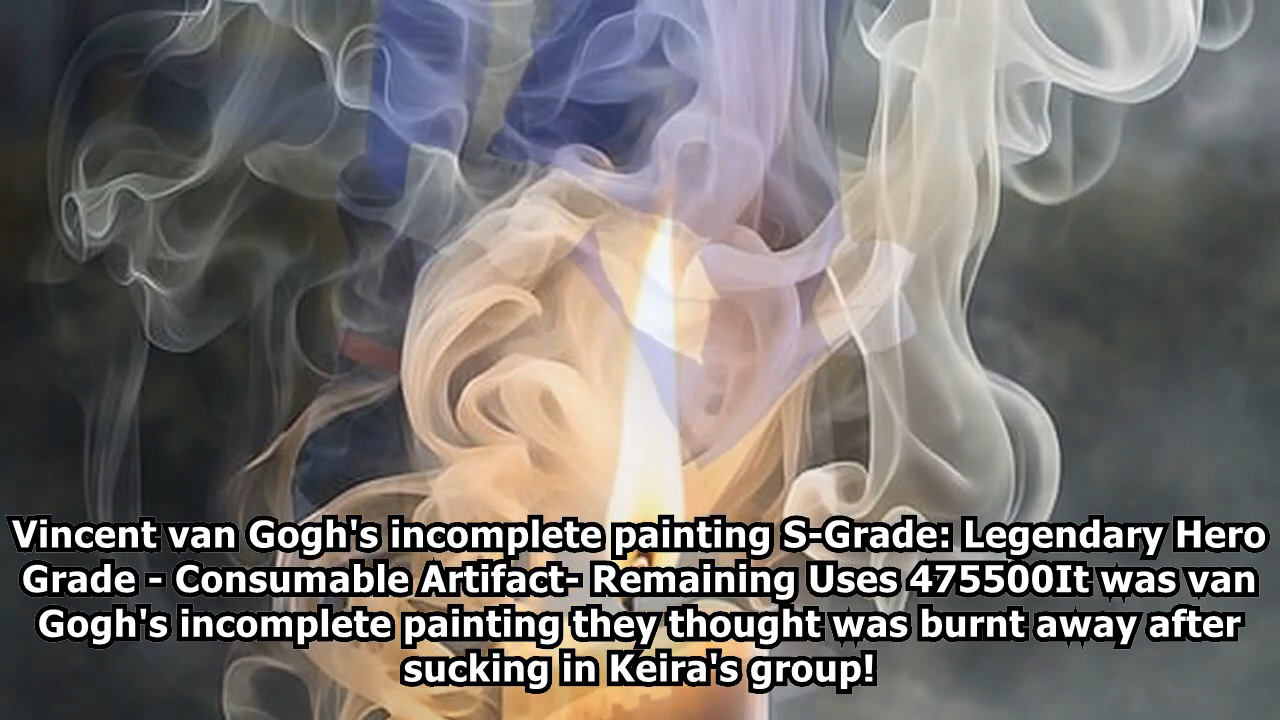 Vincent van Gogh's incomplete painting S-Grade: Legendary Hero
Grade - Consumable Artifact- Remaining Uses 475500It was van
Gogh's incomplete painting they thought was burnt away after
sucking in Keira's group!